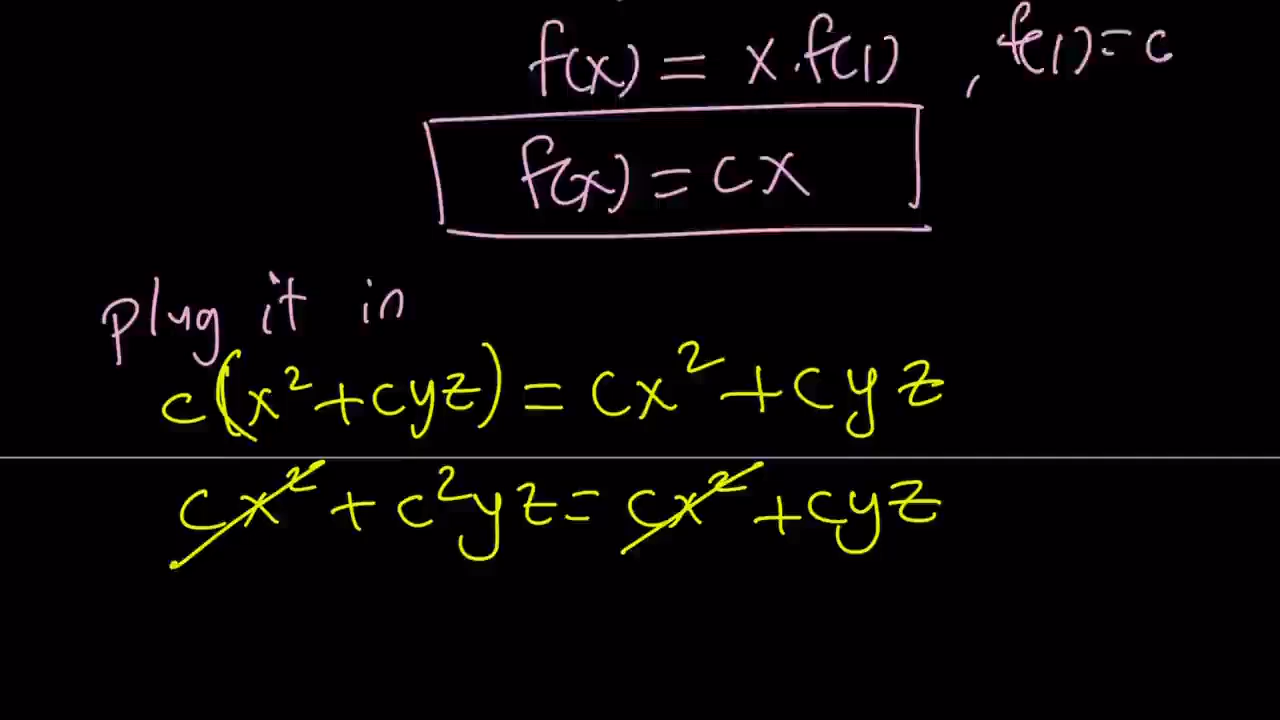 f(x) = x.f(1) , f(1) = c
f(x) = cx
plug it in
c(x² + cyz) = cx² + cyz
cx² + c²yz = cx² + cyz